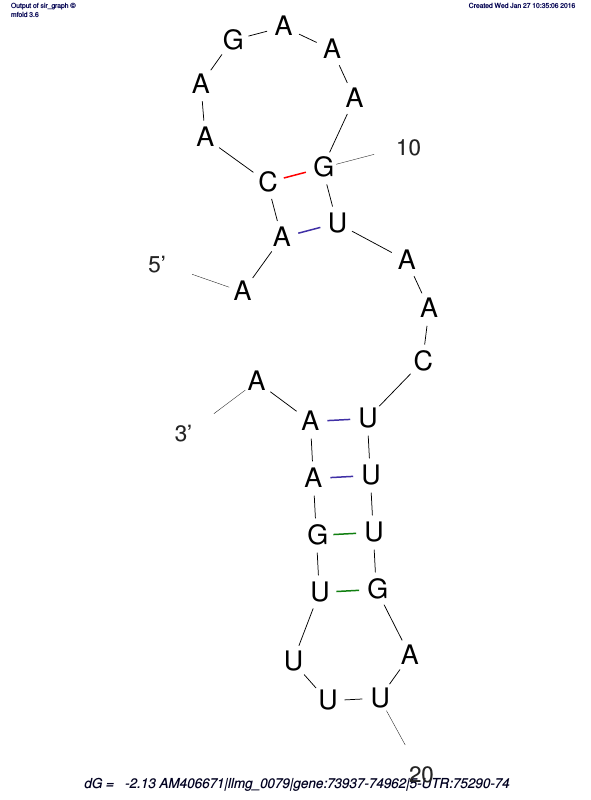 Output of sir_graph ©
mfold 3.6
Created Wed Jan 27 10:35:06 2016
A
G A
A A
A
A
G 10
C
U
A
A
5’
A
A
C
A
U
3’
A
U
A
U
G
G
U
A
U
U
U
20
dG = -2.13 AM406671|llmg_0079|gene:73937-74962|5-UTR:75290-74